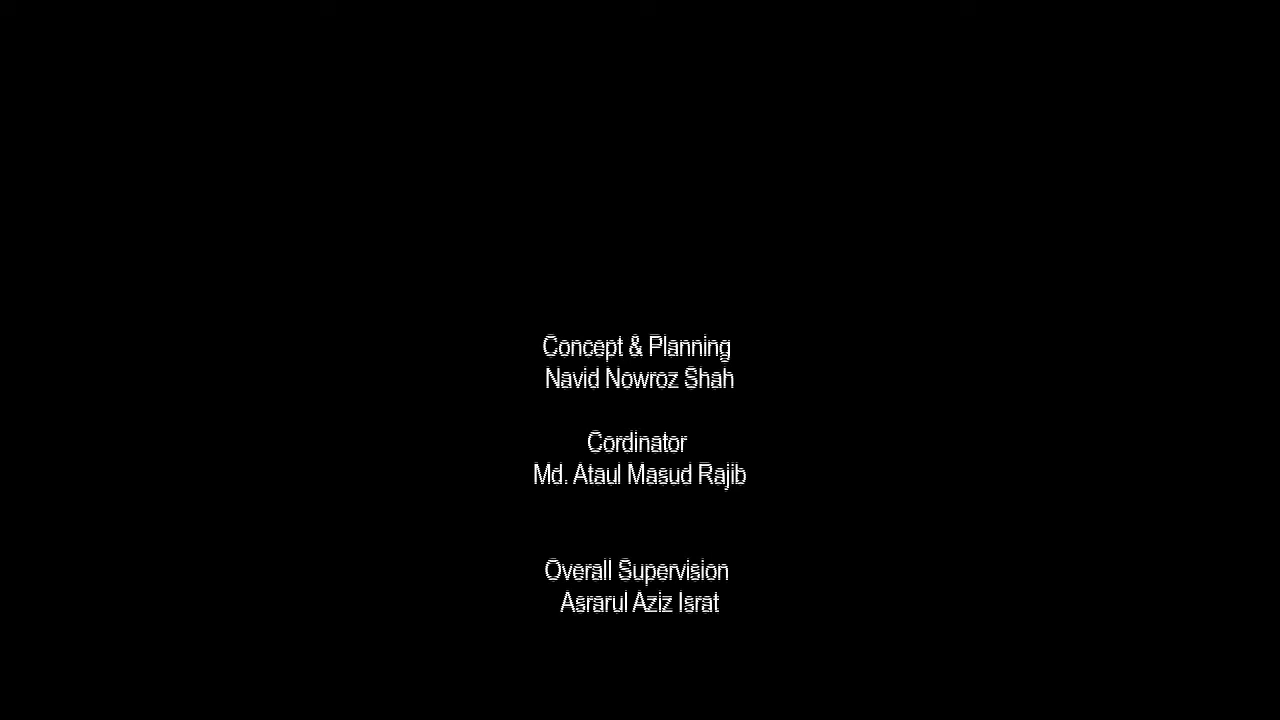 Concept & Planning
Navid Nowroz Shah
Cordinator
Md. Ataul Masud Rajib
Overall Supervision
Asrarul Aziz Israt